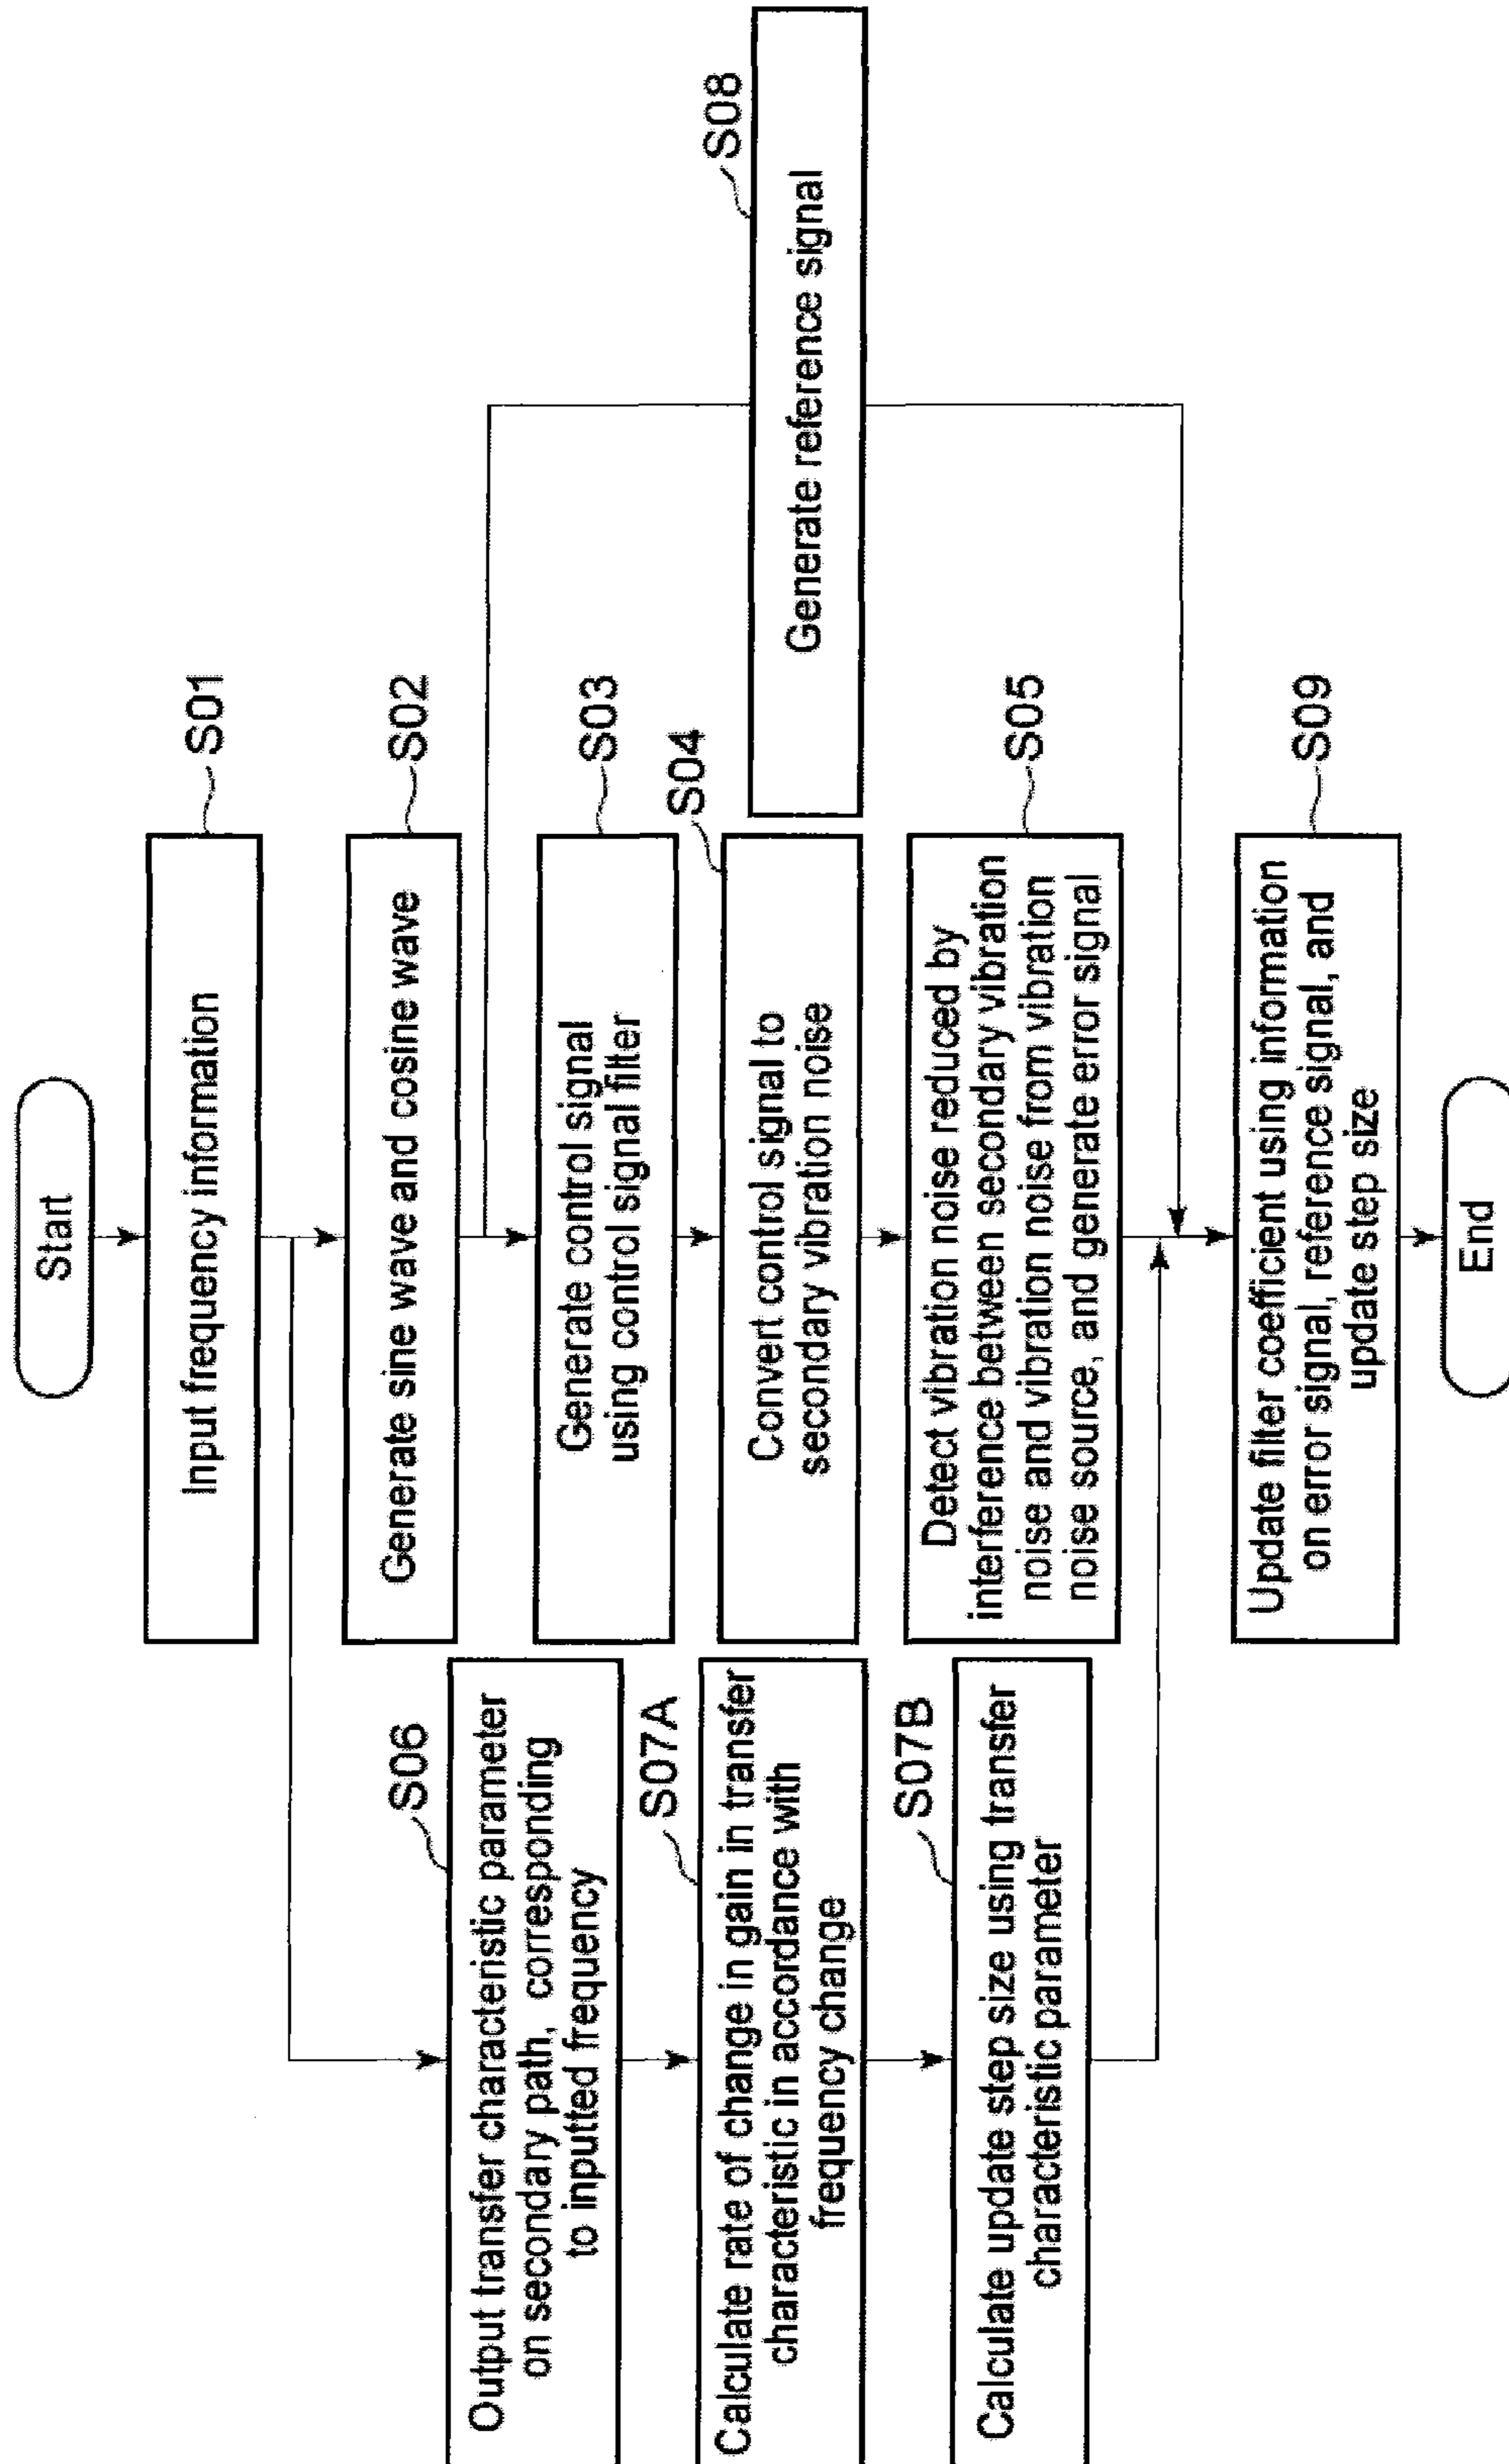 Start
Input frequency information
S01
Generate sine wave and cosine wave
S02
Generate control signal
using control signal filter
S03
Convert control signal to
secondary vibration noise
S04
Detect vibration noise reduced by
interference between secondary vibration
noise and vibration noise from vibration
noise source, and generate error signal
S05
Output transfer characteristic parameter
on secondary path, corresponding
to inputted frequency
S06
Calculate rate of change in gain in transfer
characteristic in accordance with
frequency change
S07A
Calculate update step size using transfer
characteristic parameter
S07B
Generate reference signal
S08
Update filter coefficient using information
on error signal, reference signal, and
update step size
S09
End